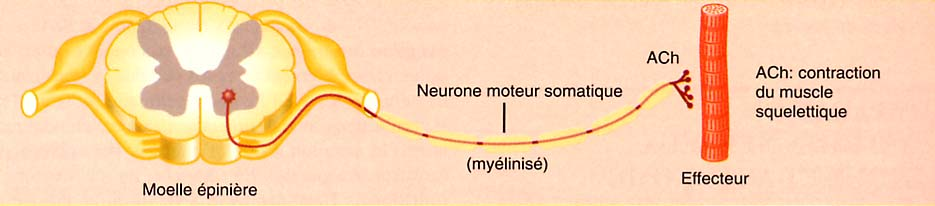 ACh
Neurone moteur somatique
(myélinisé)
Moelle épinière
Effecteur
ACh: contraction
du muscle
squelettique